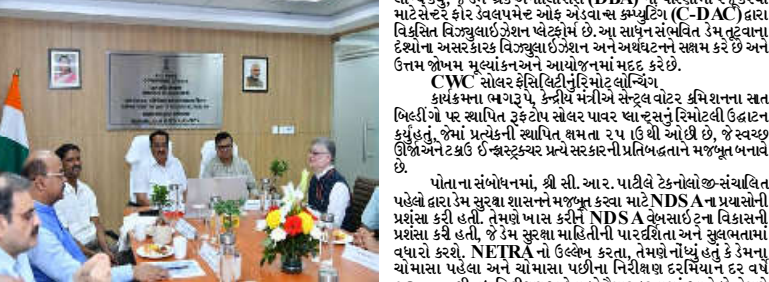 માટેસેન્ટર ફોર ડેવલપમેન્ટ ઓફ એડવાન્સ કમ્પ્યુટિંગ (C-DAC) દ્વારા
વિકસિત વિઝ્યુલાઈઝેશન પ્લેટફોર્મ છે. આ સાધન સંભવિત ડેમ તૂટવાના
દૃશ્યોના અસરકારક વિઝ્યુલાઈઝેશન અને અર્થઘટનને સક્ષમ કરે છે અને
ઉત્તમ જોખમ મૂલ્યાંકન અને આયોજનમાં મદદ કરે છે.
CWC સોલર ફેસિલિટીનું રિમોટ લોન્ચિંગ
કાર્યક્રમના ભાગરૂપે, કેન્દ્રીય મંત્રીએ સેન્ટ્રલ વોટર કમિશનના સાત
બિલ્ડીંગો પર સ્થાપિત રૂફટોપ સોલર પાવર પ્લાન્ટ્સનું રિમોટલી ઉદ્ઘાટન
કર્યું હતું, જેમાં પ્રત્યેકની સ્થાપિત ક્ષમતા ૨૫ થી ઓછી છે, જે સ્વચ્છ
ઊર્જા અને ટકાઉ ઈન્ફ્રાસ્ટ્રક્ચર પ્રત્યે સરકારની પ્રતિબદ્ધતાને મજબૂત બનાવે
છે.
પોતાના સંબોધનમાં, શ્રી સી. આર. પાટીલે ટેકનોલોજી-સંચાલિત
પહેલો દ્વારા ડેમ સુરક્ષા શાસનને મજબૂત કરવા માટે NDSA ના પ્રયાસોની
પ્રશંસા કરી હતી. તેમણે ખાસ કરીને NDSA વેબસાઈટના વિકાસની
પ્રશંસા કરી હતી, જે ડેમ સુરક્ષા માહિતીની પારદર્શિતા અને સુલભતામાં
વધારો કરશે. NETRA નો ઉલ્લેખ કરતા, તેમણે નોંધ્યું હતું કે ડેમના
ચોમાસા પહેલા અને ચોમાસા પછીના નિરીક્ષણ દરમિયાન દર વર્ષે